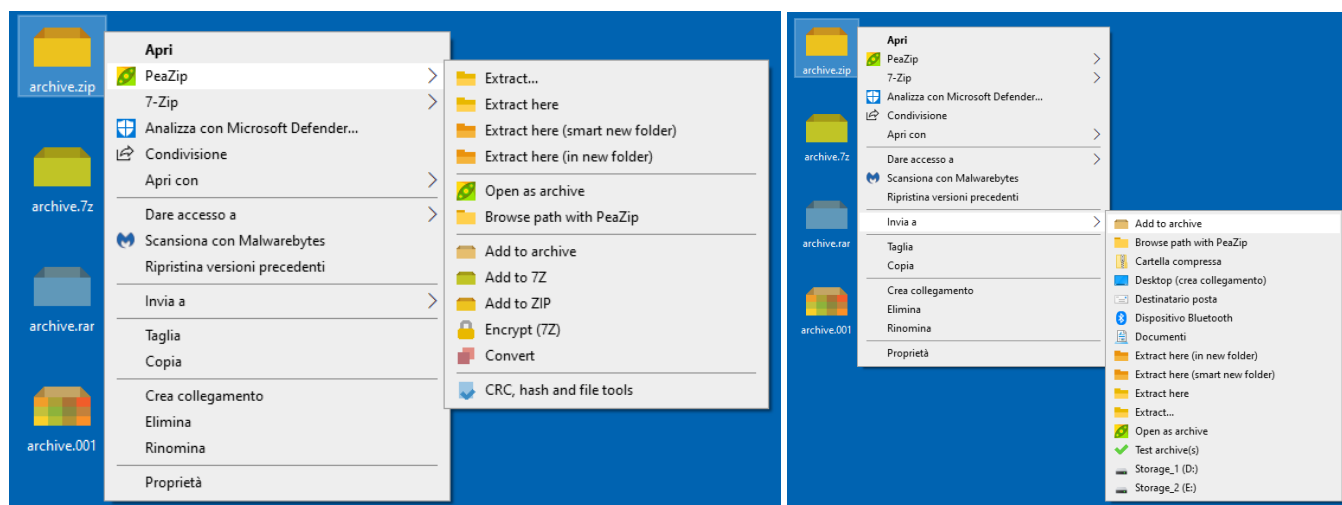 archive.zip
archive.7z
archive.rar
archive.001
Apri
PeaZip
7-Zip
Analizza con Microsoft Defender...
Condivisione
Apri con
Dare accesso a
Scansiona con Malwarebytes
Ripristina versioni precedenti
Invia a
Taglia
Copia
Crea collegamento
Elimina
Rinomina
Proprietà
Extract...
Extract here
Extract here (smart new folder)
Extract here (in new folder)
Open as archive
Browse path with PeaZip
Add to archive
Add to 7Z
Add to ZIP
Encrypt (7Z)
Convert
CRC, hash and file tools
archive.zip
archive.7z
archive.rar
archive.001
Apri
PeaZip
7-Zip
Analizza con Microsoft Defender...
Condivisione
Apri con
Dare accesso a
Scansiona con Malwarebytes
Ripristina versioni precedenti
Invia a
Taglia
Copia
Crea collegamento
Elimina
Rinomina
Proprietà
Add to archive
Browse path with PeaZip
Cartella compressa
Desktop (crea collegamento)
Destinatario posta
Dispositivo Bluetooth
Documenti
Extract here (in new folder)
Extract here (smart new folder)
Extract here
Extract...
Open as archive
Test archive(s)
Storage_1 (D:)
Storage_2 (E:)